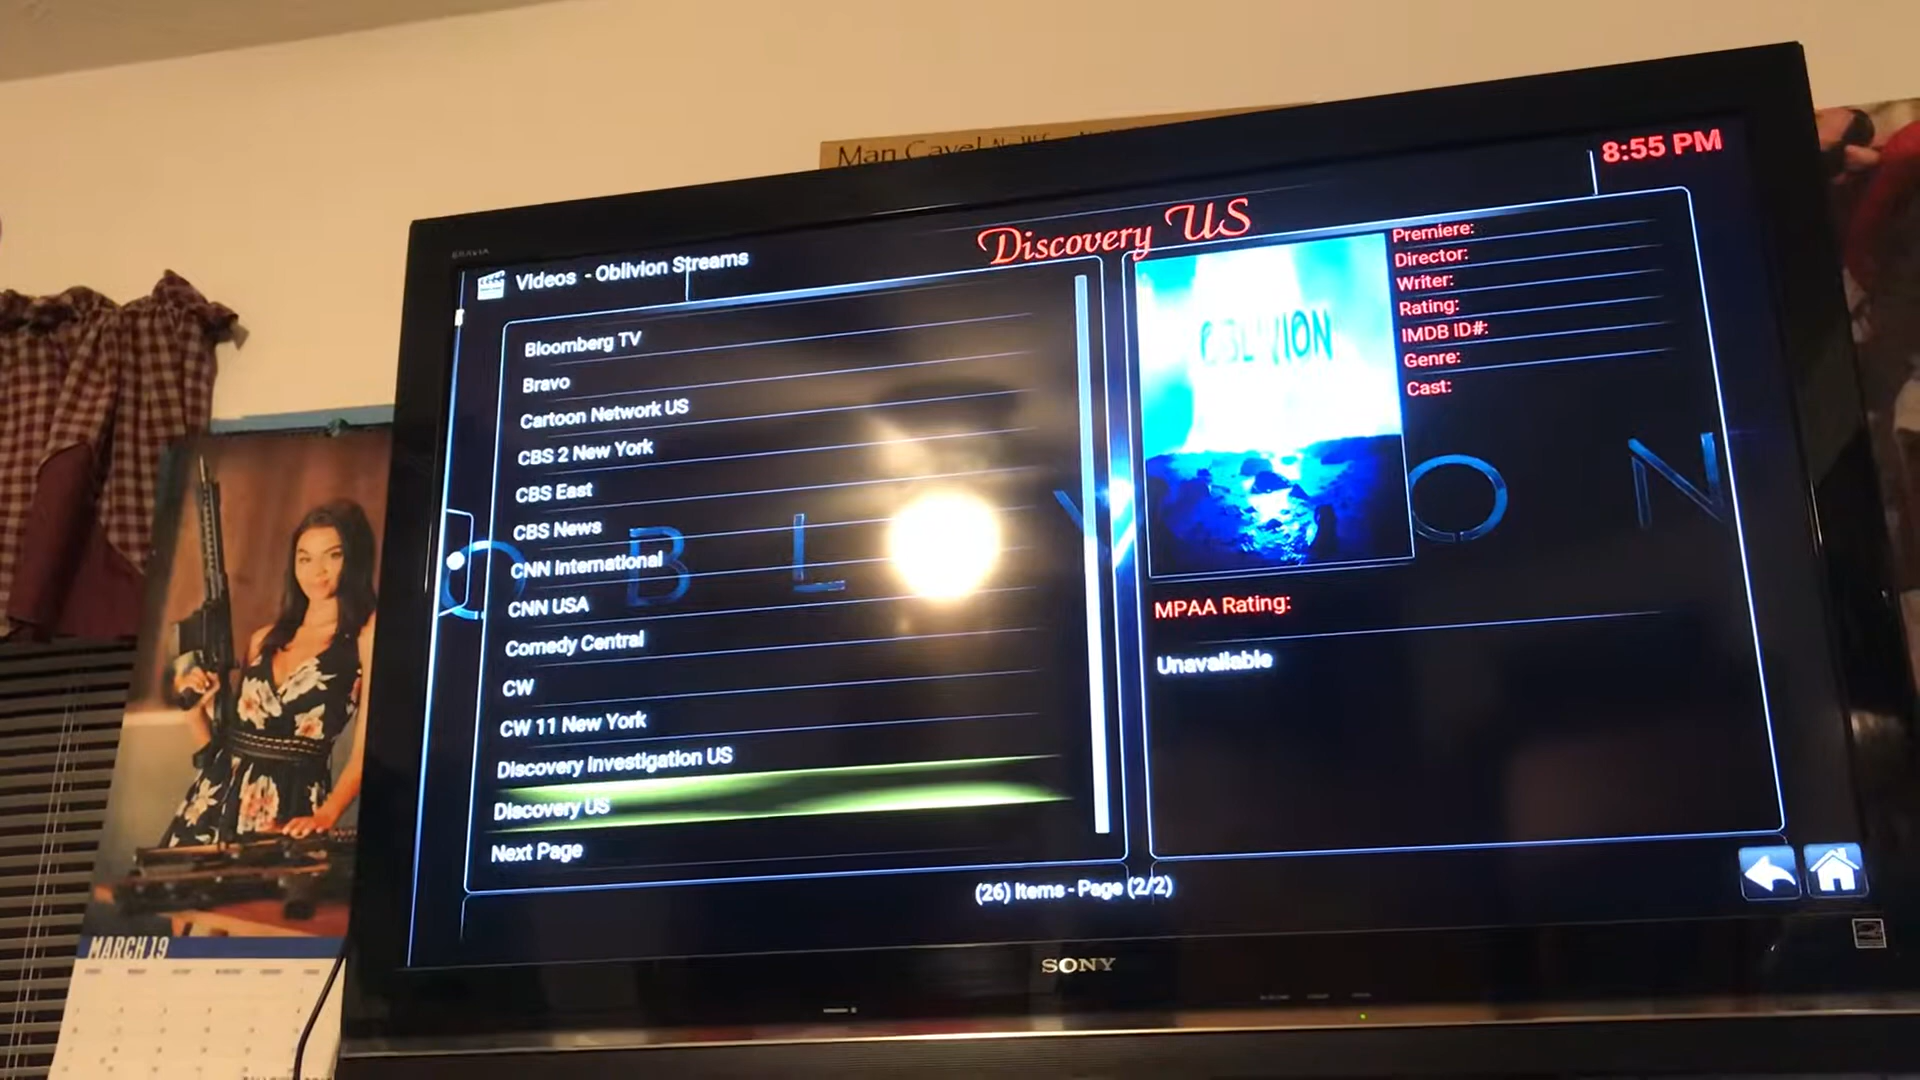 Man Cave!
8:55 PM
BRAVIA
Discovery US
Videos - Oblivion Streams
Bloomberg TV
Bravo
Cartoon Network US
CBS 2 New York
CBS East
CBS News
CNN International
CNN USA
Comedy Central
CW
CW 11 New York
Discovery Investigation US
Discovery US
Next Page
OBLIVION
Premiere:
Director:
Writer:
Rating:
IMDB ID#:
Genre:
Cast:
O B L V O N
MPAA Rating:
Unavailable
(26) Items - Page (2/2)
SONY
MARCH 19